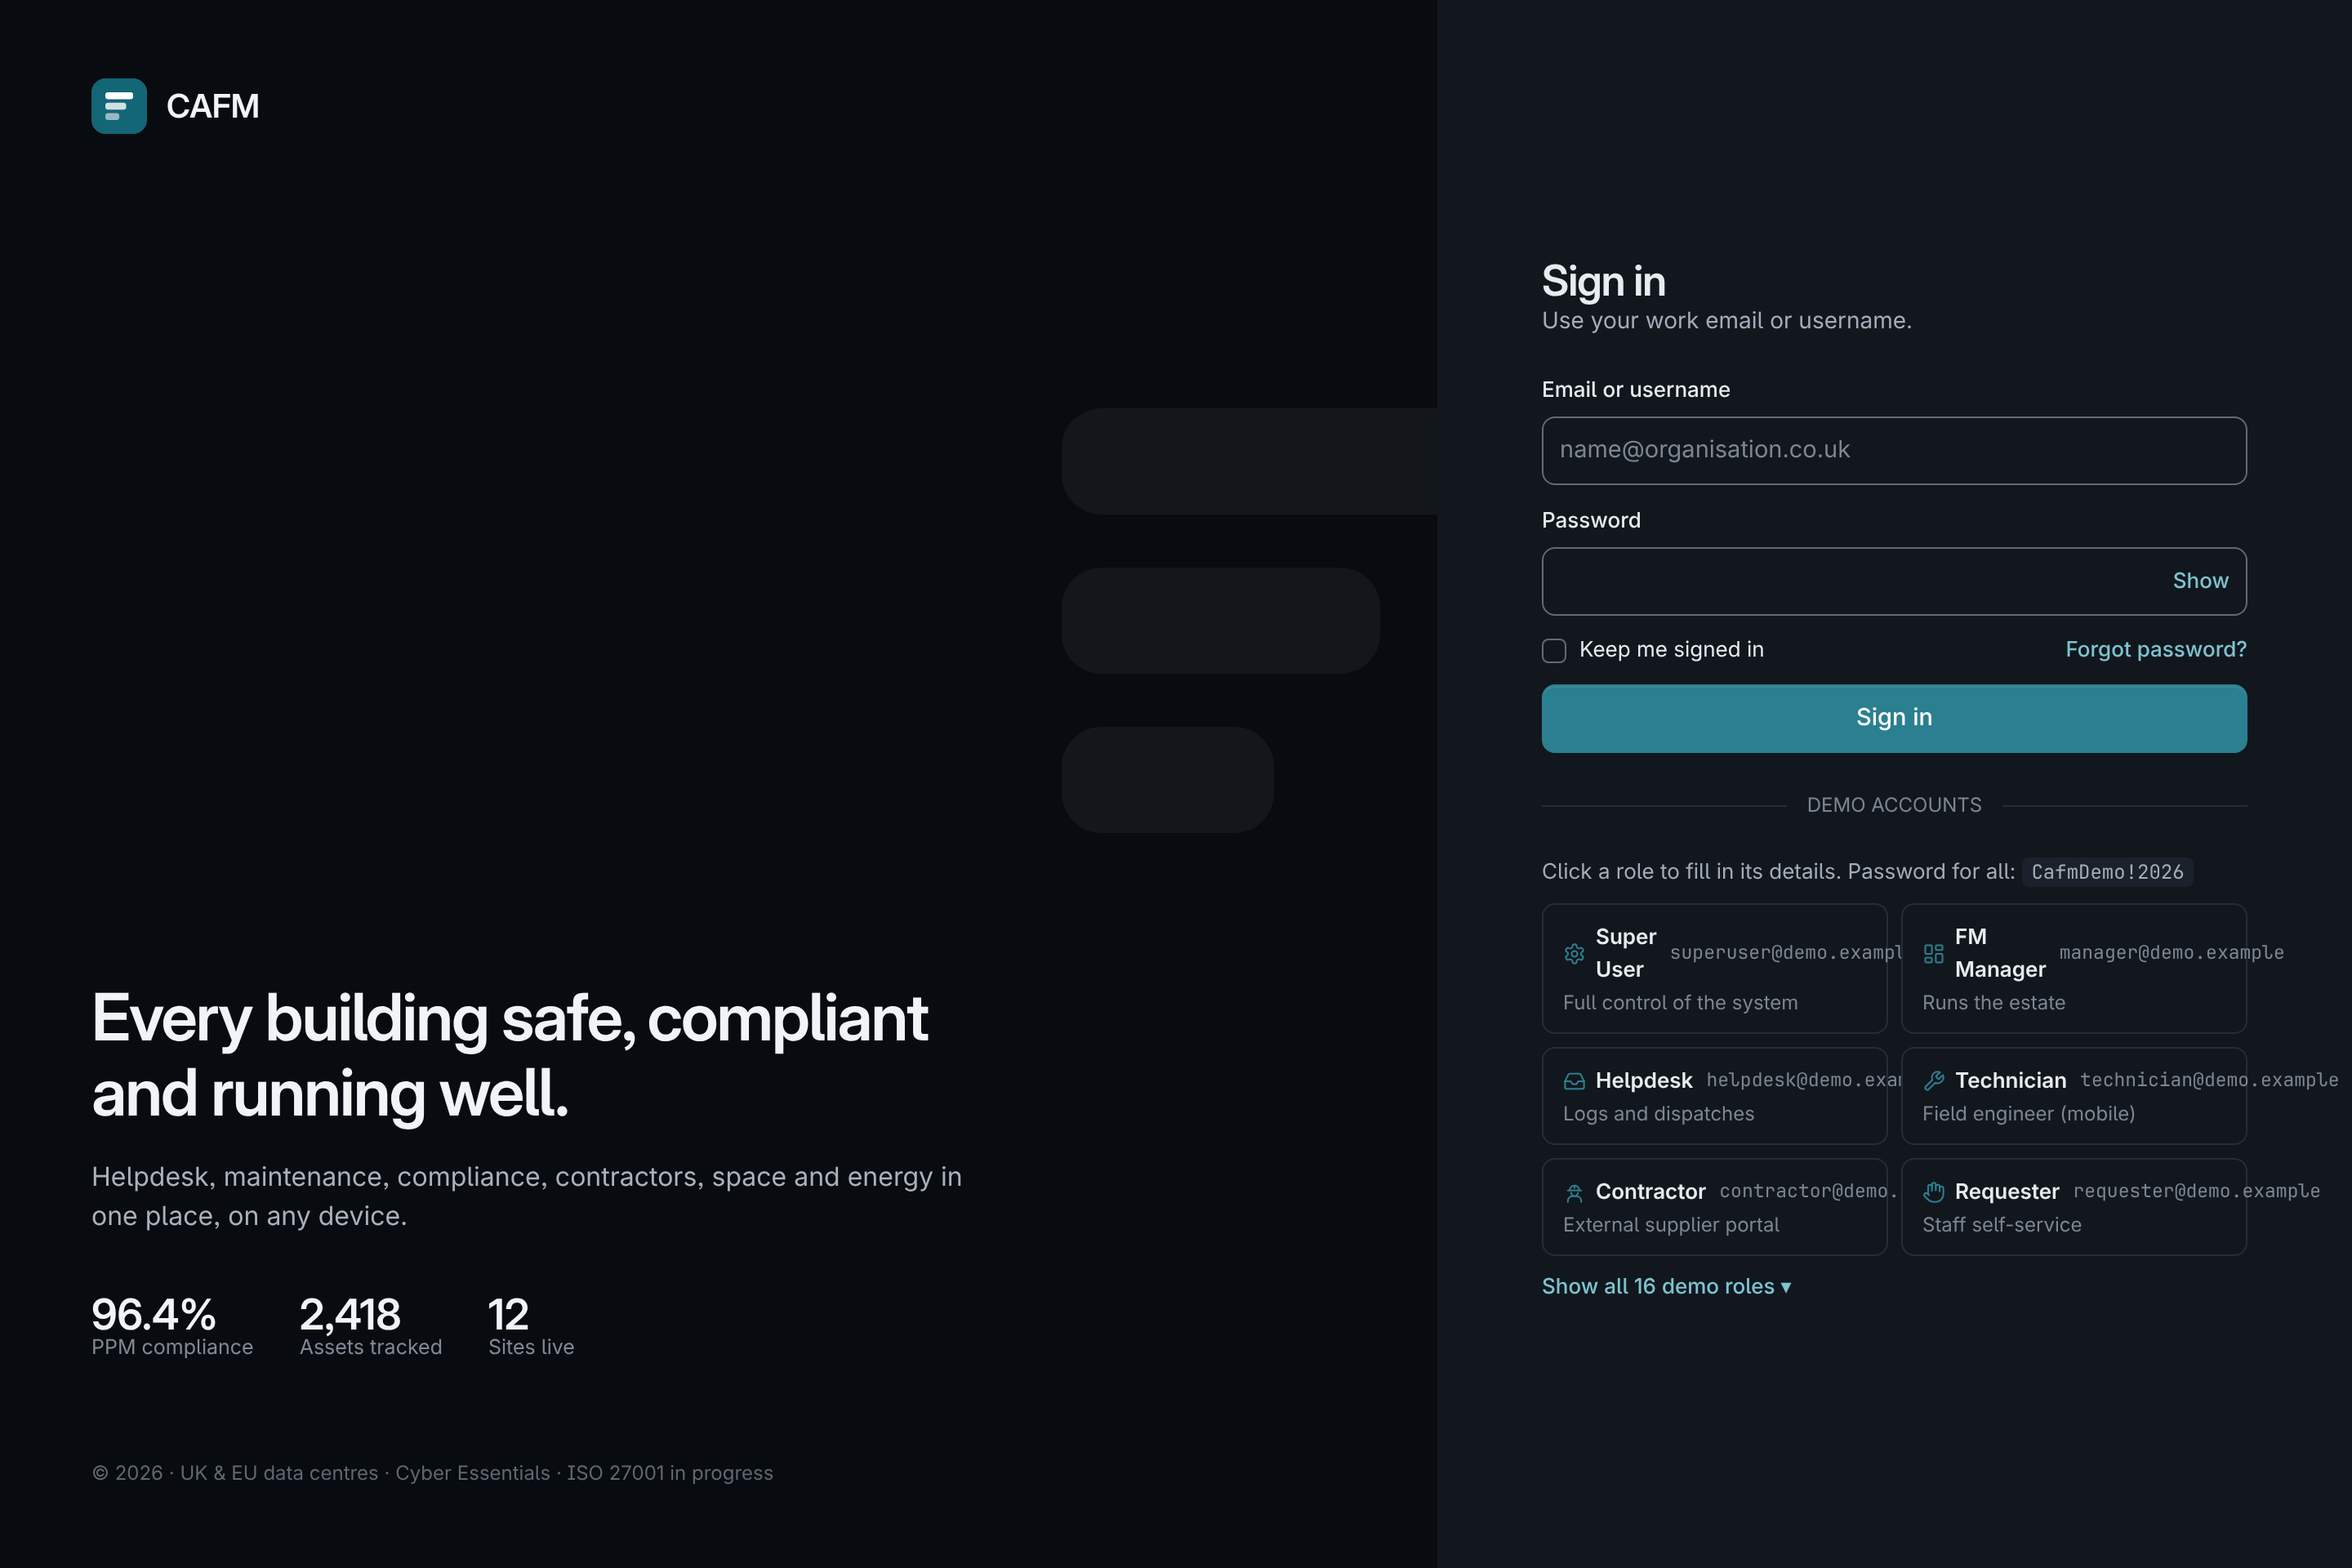 CAFM
Every building safe, compliant
and running well.
Helpdesk, maintenance, compliance, contractors, space and energy in
one place, on any device.
96.4%
PPM compliance
2,418
Assets tracked
12
Sites live
© 2026 · UK & EU data centres · Cyber Essentials · ISO 27001 in progress
Sign in
Use your work email or username.
Email or username
name@organisation.co.uk
Password
Show
Keep me signed in
Forgot password?
Sign in
DEMO ACCOUNTS
Click a role to fill in its details. Password for all: CafmDemo!2026
Super
User
superuser@demo.exampl
Full control of the system
FM
Manager
manager@demo.example
Runs the estate
Helpdesk helpdesk@demo.exa
Logs and dispatches
Technician technician@demo.example
Field engineer (mobile)
Contractor contractor@demo.
External supplier portal
Requester requester@demo.example
Staff self-service
Show all 16 demo roles ▾